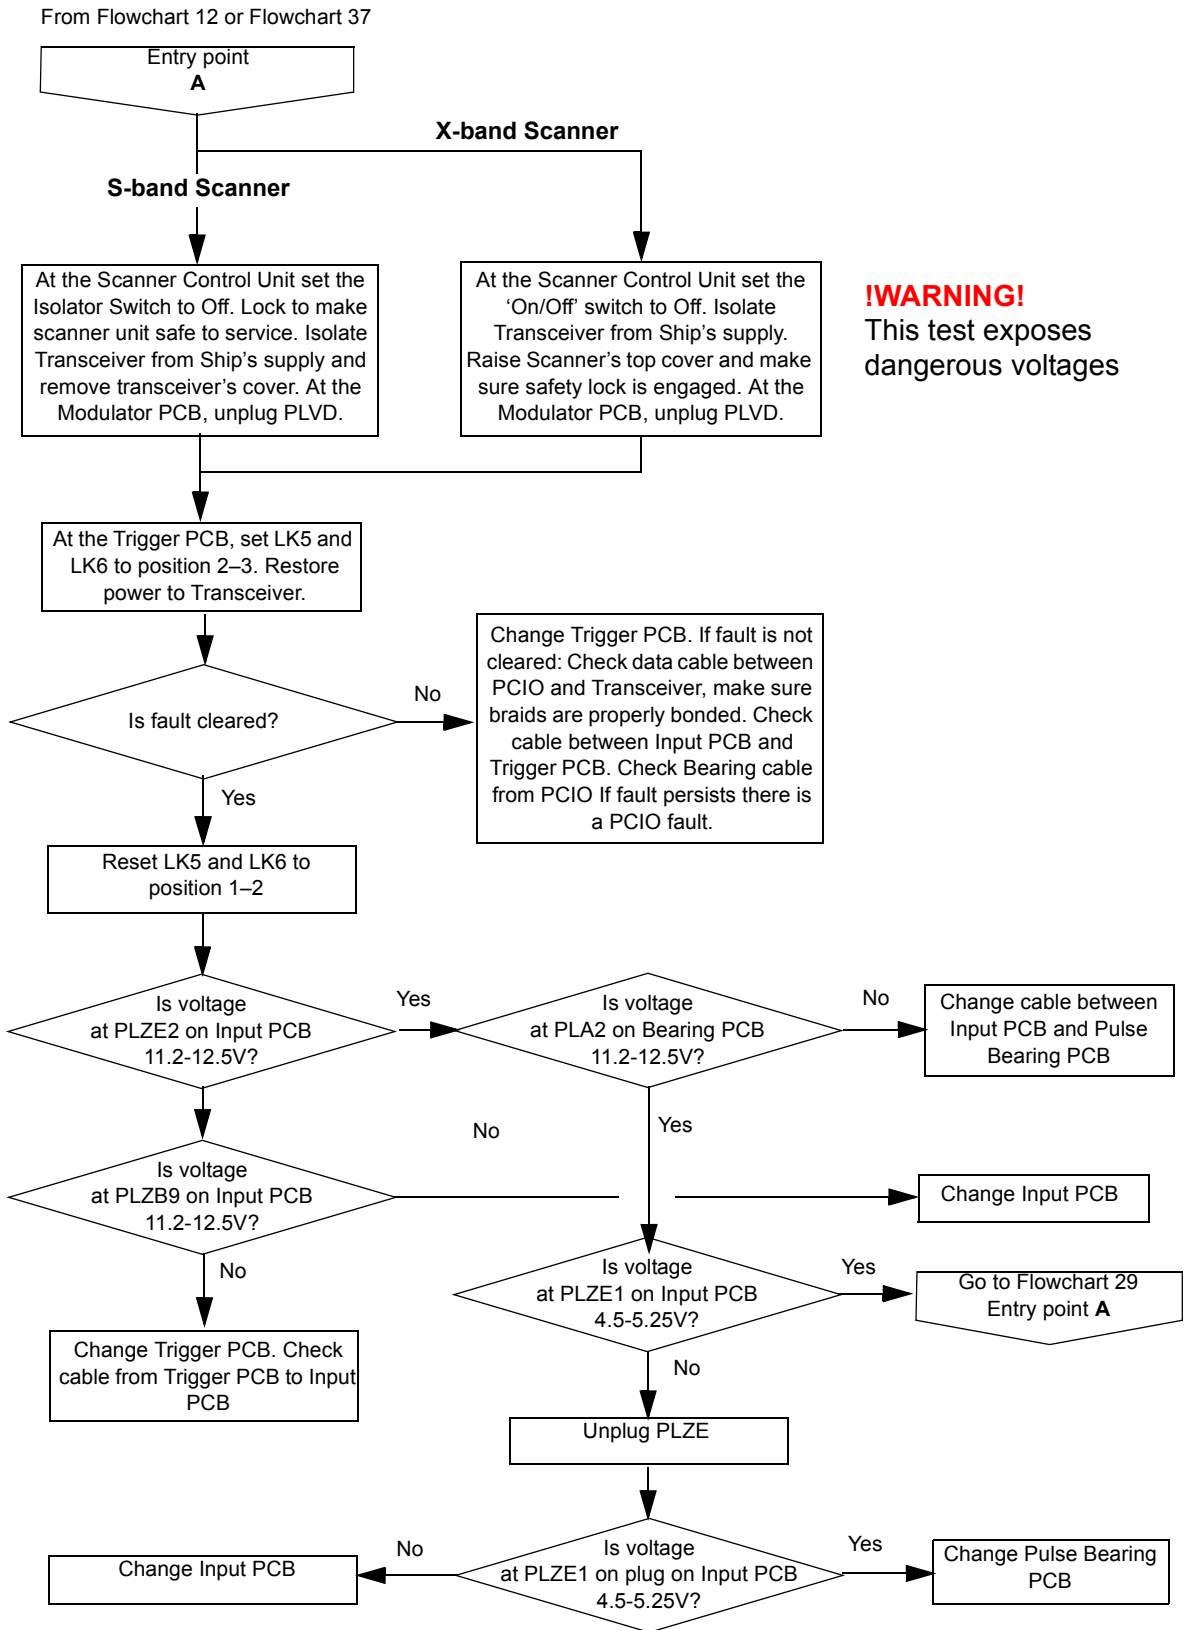 From Flowchart 12 or Flowchart 37
Entry point
A
X-band Scanner
S-band Scanner
At the Scanner Control Unit set the
Isolator Switch to Off. Lock to make
scanner unit safe to service. Isolate
Transceiver from Ship's supply and
remove transceiver's cover. At the
Modulator PCB, unplug PLVD.
At the Scanner Control Unit set the
'On/Off' switch to Off. Isolate
Transceiver from Ship's supply.
Raise Scanner's top cover and make
sure safety lock is engaged. At the
Modulator PCB, unplug PLVD.
!WARNING!
This test exposes
dangerous voltages
At the Trigger PCB, set LK5 and
LK6 to position 2–3. Restore
power to Transceiver.
Is fault cleared?
No
Change Trigger PCB. If fault is not
cleared: Check data cable between
PCIO and Transceiver, make sure
braids are properly bonded. Check
cable between Input PCB and
Trigger PCB. Check Bearing cable
from PCIO If fault persists there is
a PCIO fault.
Yes
Reset LK5 and LK6 to
position 1–2
Is voltage
at PLZE2 on Input PCB
11.2-12.5V?
Yes
Is voltage
at PLA2 on Bearing PCB
11.2-12.5V?
No
Change cable between
Input PCB and Pulse
Bearing PCB
No
Yes
Is voltage
at PLZB9 on Input PCB
11.2-12.5V?
Change Input PCB
No
Is voltage
at PLZE1 on Input PCB
4.5-5.25V?
Yes
Go to Flowchart 29
Entry point A
Change Trigger PCB. Check
cable from Trigger PCB to Input
PCB
No
Unplug PLZE
Change Input PCB
No
Is voltage
at PLZE1 on plug on Input PCB
4.5-5.25V?
Yes
Change Pulse Bearing
PCB